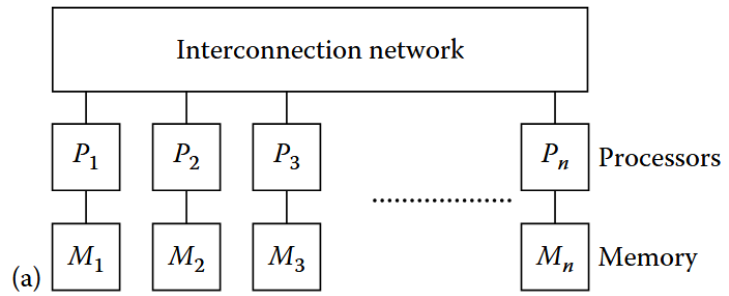 Interconnection network
P₁ P₂ P₃ Pₙ Processors
(a) M₁ M₂ M₃ Mₙ Memory